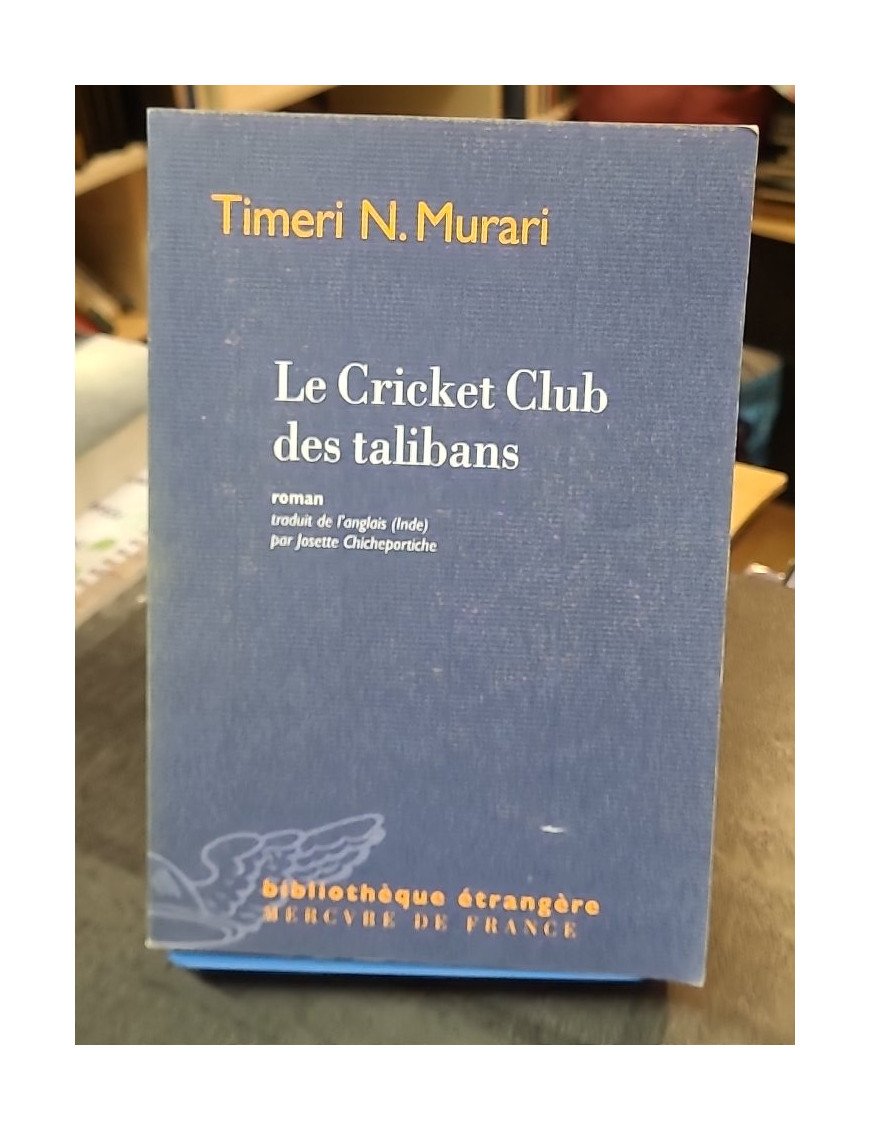 Timeri N. Murari
Le Cricket Club
des talibans
roman
traduit de l'anglais (Inde)
par Josette Chicheportiche
bibliothèque étrangère
MERCVRE DE FRANCE